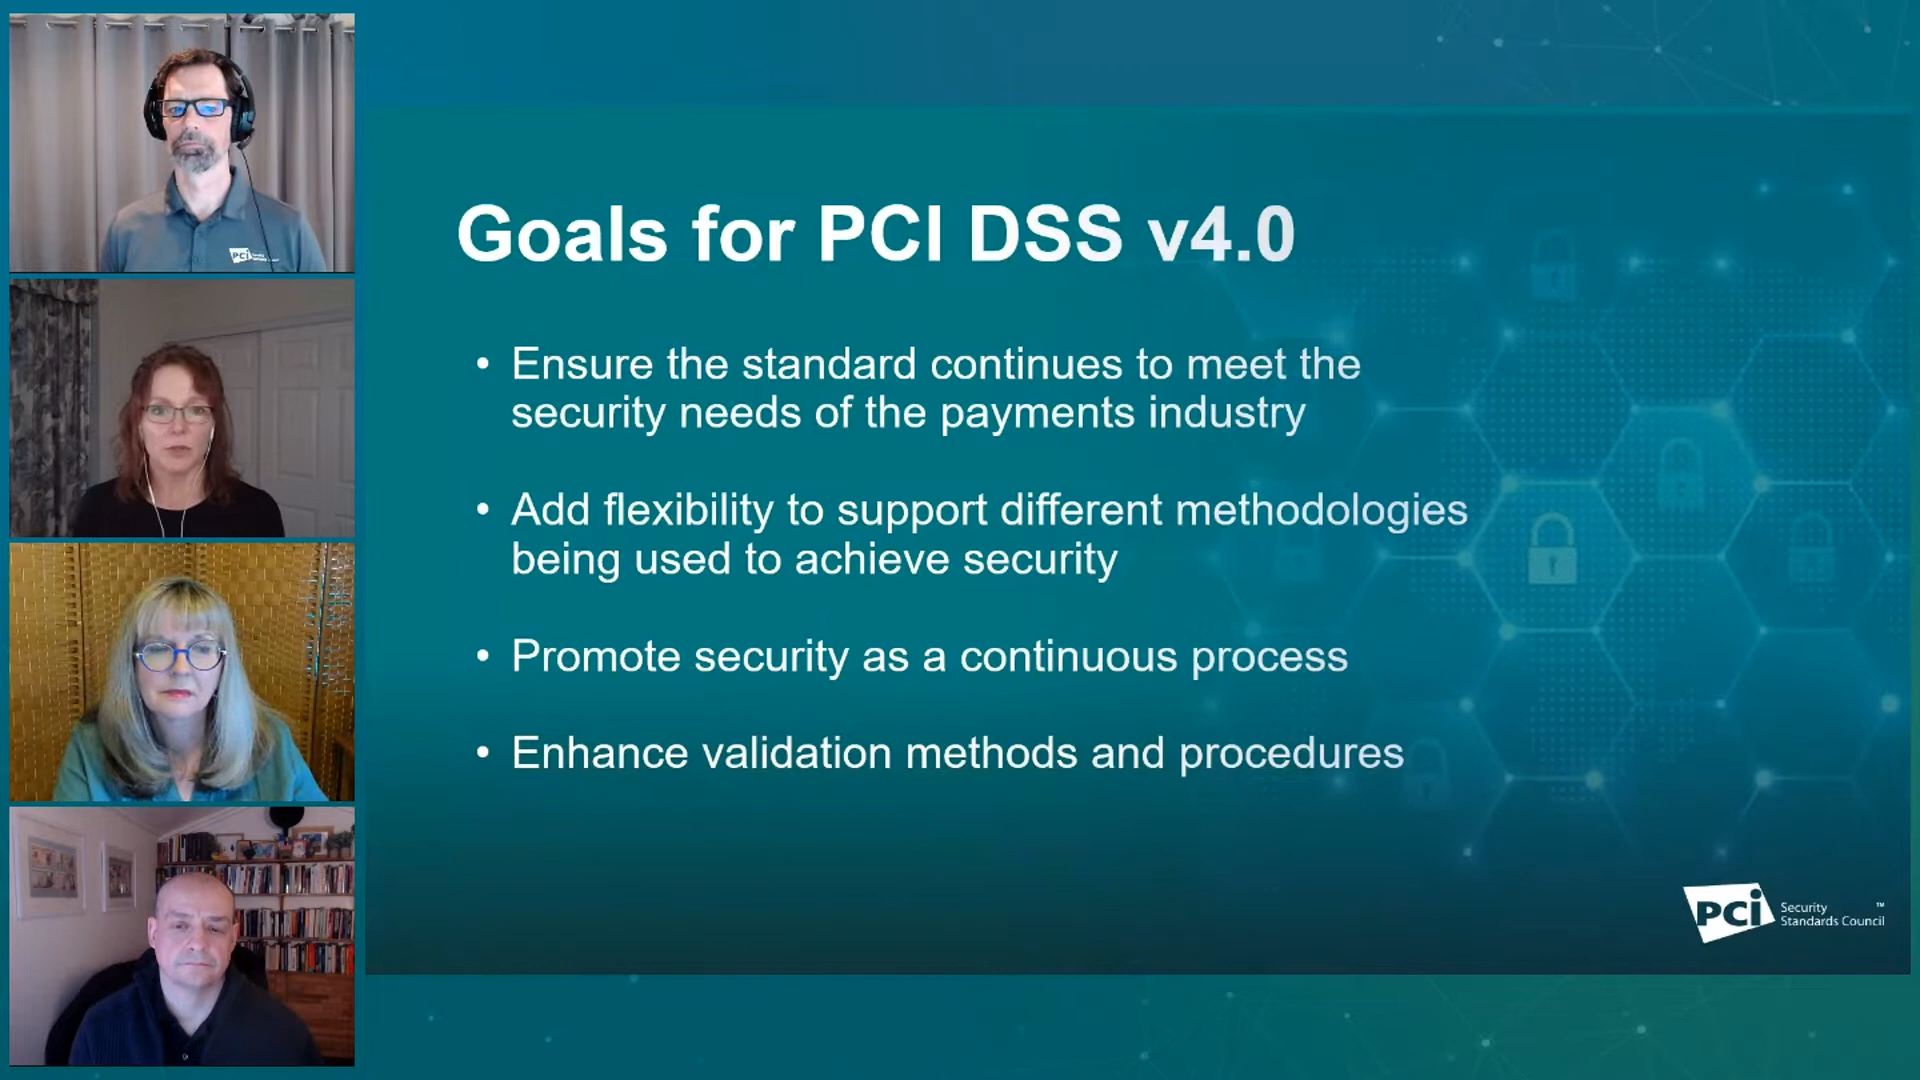 Goals for PCI DSS v4.0
• Ensure the standard continues to meet the
security needs of the payments industry
• Add flexibility to support different methodologies
being used to achieve security
• Promote security as a continuous process
• Enhance validation methods and procedures
PCi Security
Standards Council™
PCi